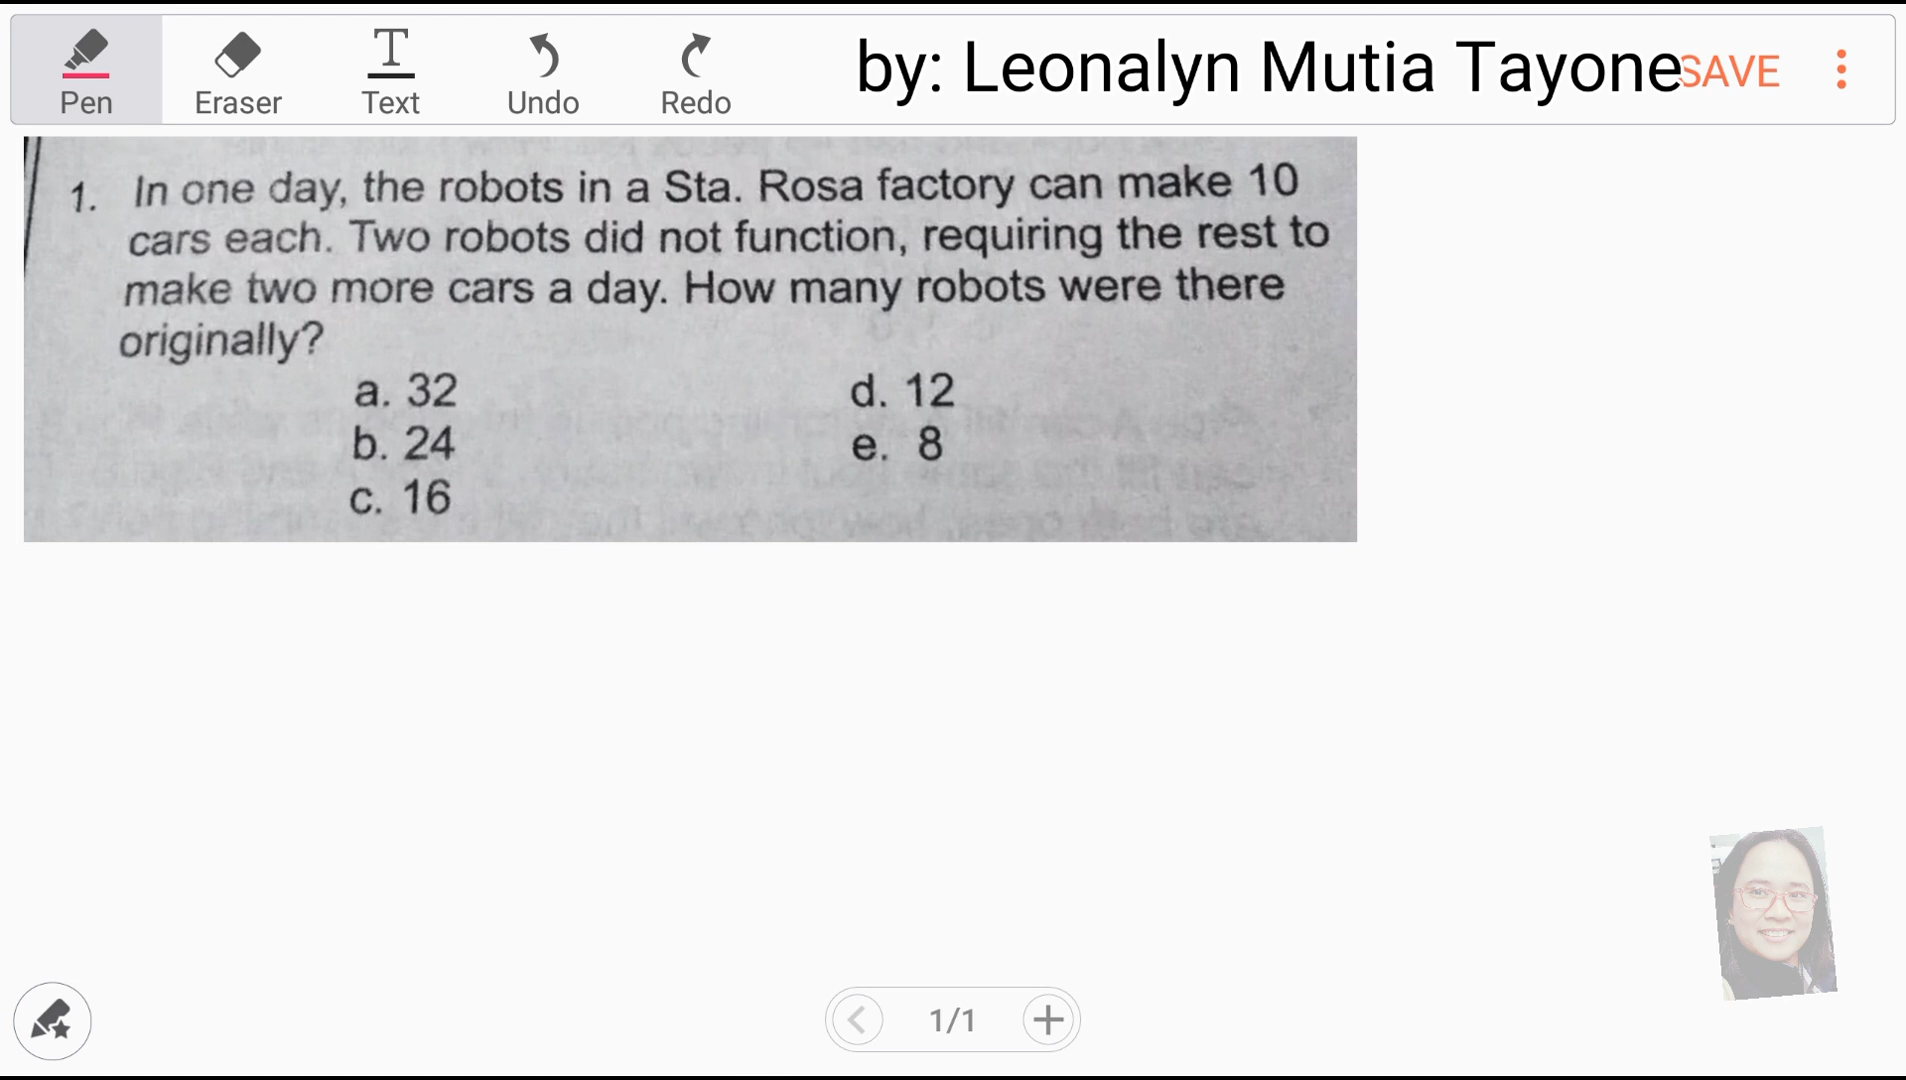 Pen
Eraser
Text
Undo
Redo
by: Leonalyn Mutia Tayone
SAVE
1. In one day, the robots in a Sta. Rosa factory can make 10
cars each. Two robots did not function, requiring the rest to
make two more cars a day. How many robots were there
originally?
a. 32
b. 24
c. 16
d. 12
e. 8
1/1